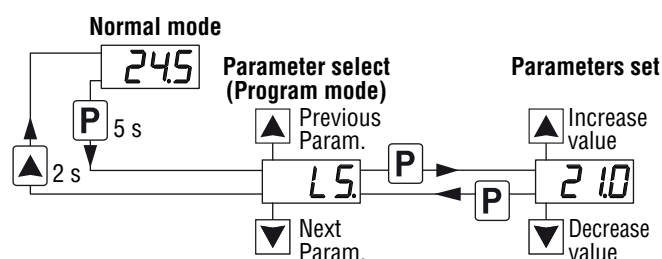 Normal mode
24.5
P 5 s
2 s
Parameter select
(Program mode)
Previous
Param.
P
L S.
P
Next
Param.
Parameters set
Increase
value
21.0
Decrease
value